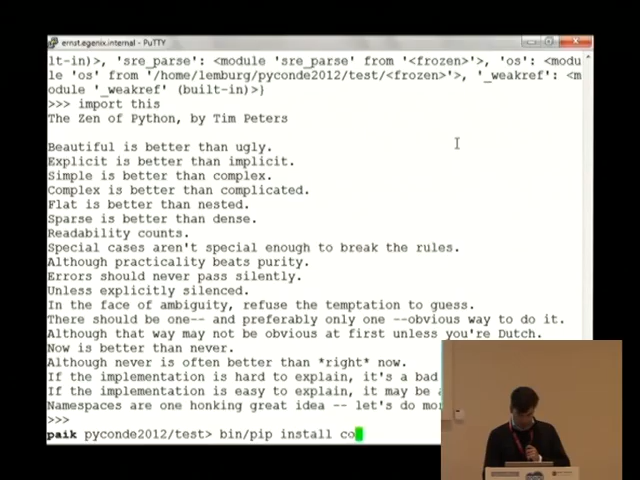 ernst.egenix.internal - PuTTY
lt-in)>, 'sre_parse': <module 'sre_parse' from '<frozen>'>, 'os': <modu
le 'os' from '/home/lemburg/pyconde2012/test/<frozen>'>, '_weakref': <m
odule '_weakref' (built-in)>}
>>> import this
The Zen of Python, by Tim Peters
Beautiful is better than ugly.
Explicit is better than implicit.
Simple is better than complex.
Complex is better than complicated.
Flat is better than nested.
Sparse is better than dense.
Readability counts.
Special cases aren't special enough to break the rules.
Although practicality beats purity.
Errors should never pass silently.
Unless explicitly silenced.
In the face of ambiguity, refuse the temptation to guess.
There should be one-- and preferably only one --obvious way to do it.
Although that way may not be obvious at first unless you're Dutch.
Now is better than never.
Although never is often better than *right* now.
If the implementation is hard to explain, it's a bad
If the implementation is easy to explain, it may be a
Namespaces are one honking great idea -- let's do mor
>>>
paik pyconde2012/test> bin/pip install co